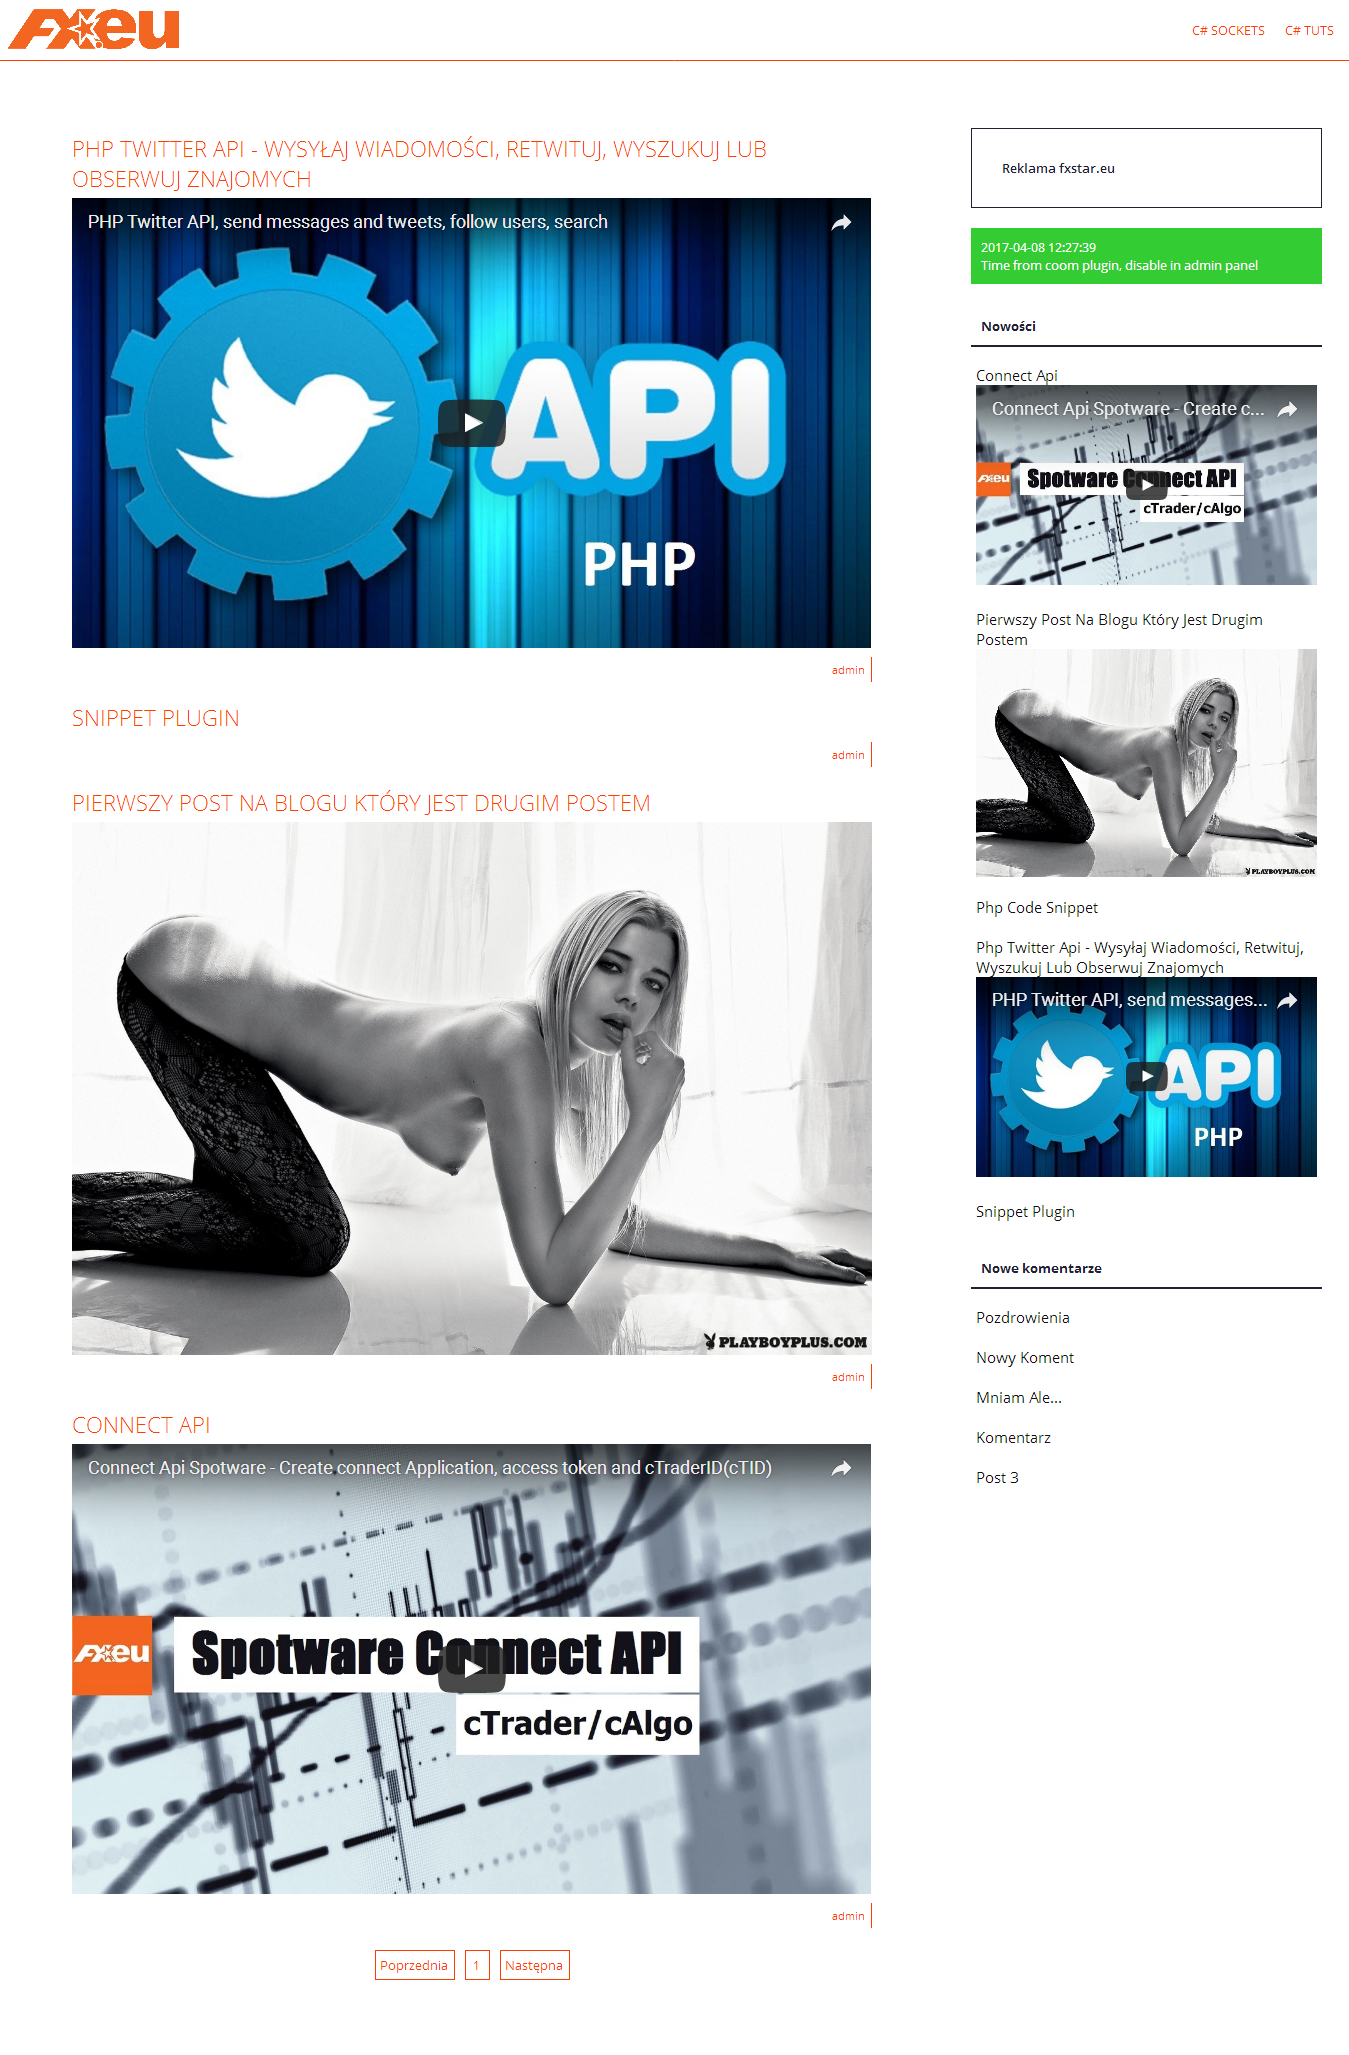 FXeu
C# SOCKETS
C# TUTS
PHP TWITTER API - WYSYŁAJ WIADOMOŚCI, RETWITUJ, WYSZUKUJ LUB
OBSERWUJ ZNAJOMYCH
PHP Twitter API, send messages and tweets, follow users, search
API
PHP
admin
SNIPPET PLUGIN
admin
PIERWSZY POST NA BLOGU KTÓRY JEST DRUGIM POSTEM
PLAYBOYPLUS.COM
admin
CONNECT API
Connect Api Spotware - Create connect Application, access token and cTraderID(cTID)
FXeu
Spotware Connect API
cTrader/cAlgo
admin
Poprzednia
1
Następna
Reklama fxstar.eu
2017-04-08 12:27:39
Time from coom plugin, disable in admin panel
Nowości
Connect Api
Connect Api Spotware - Create c...
FXeu
Spotware Connect API
cTrader/cAlgo
Pierwszy Post Na Blogu Który Jest Drugim
Postem
PLAYBOYPLUS.COM
Php Code Snippet
Php Twitter Api - Wysyłaj Wiadomości, Retwituj,
Wyszukuj Lub Obserwuj Znajomych
PHP Twitter API, send messages...
API
PHP
Snippet Plugin
Nowe komentarze
Pozdrowienia
Nowy Koment
Mniam Ale...
Komentarz
Post 3